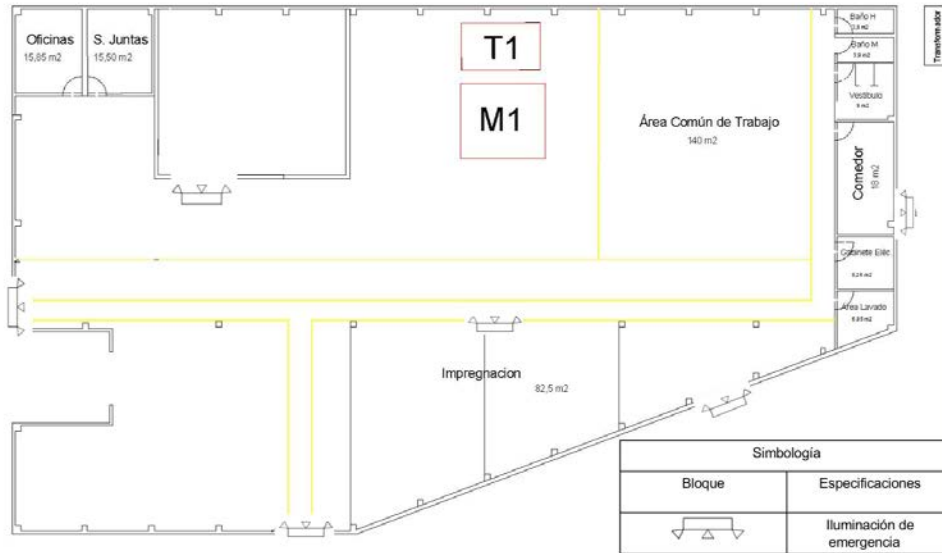 Oficinas
15,85 m2
S. Juntas
15,50 m2
T1
M1
Área Común de Trabajo
140 m2
Baño H
Baño M
Vestíbulo
Comedor
18 m2
Gabinete Eléc.
Área Lavado
Transformador
Impregnacion
82,5 m2
Simbología
Bloque
Especificaciones
Iluminación de
emergencia